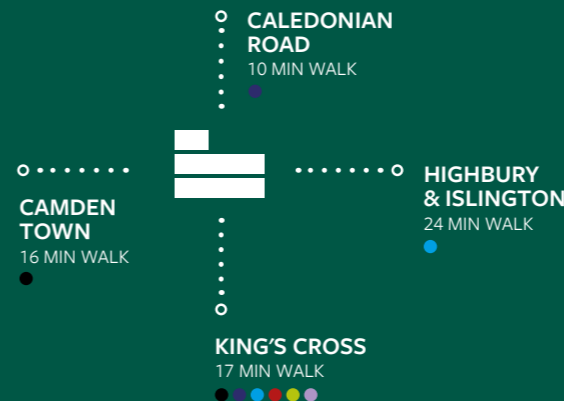 CALEDONIAN
ROAD
10 MIN WALK
CAMDEN
TOWN
16 MIN WALK
HIGHBURY
& ISLINGTON
24 MIN WALK
KING'S CROSS
17 MIN WALK